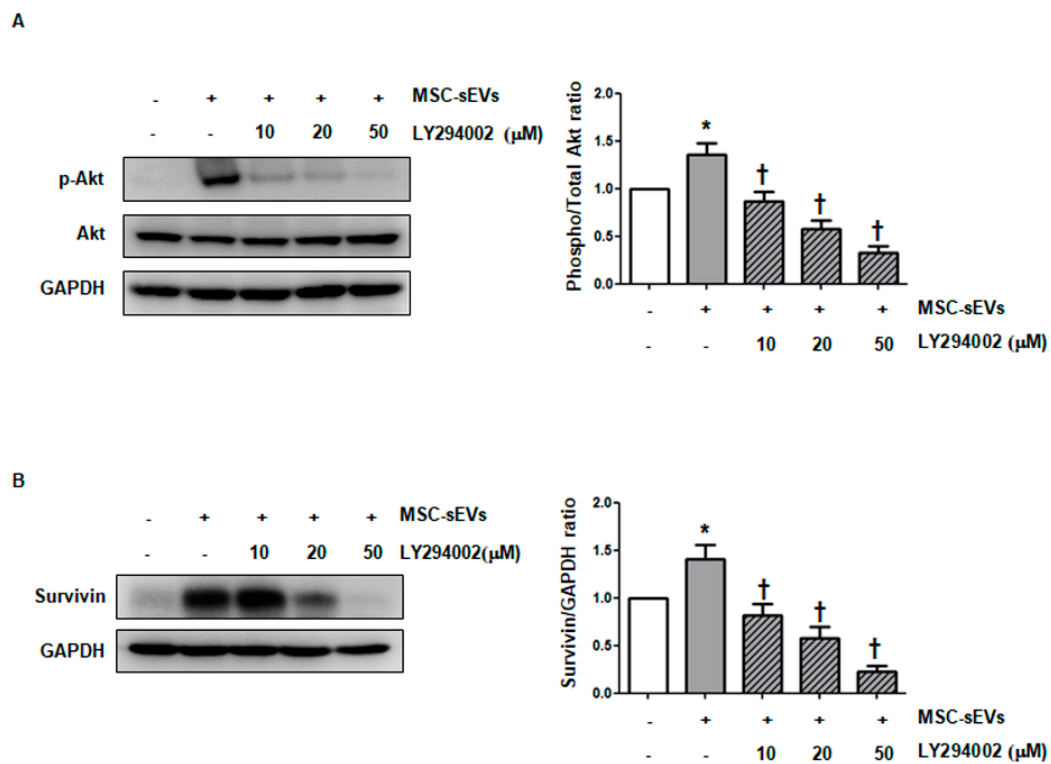 A
- + + + + MSC-sEVs
- - 10 20 50 LY294002 (μM)
p-Akt
Akt
GAPDH
Phospho/Total Akt ratio
2.0
1.5
1.0
0.5
0.0
*
†
†
†
- + + + + MSC-sEVs
- - 10 20 50 LY294002 (μM)
B
- + + + + MSC-sEVs
- - 10 20 50 LY294002(μM)
Survivin
GAPDH
Survivin/GAPDH ratio
2.0
1.5
1.0
0.5
0.0
*
†
†
†
- + + + + MSC-sEVs
- - 10 20 50 LY294002 (μM)